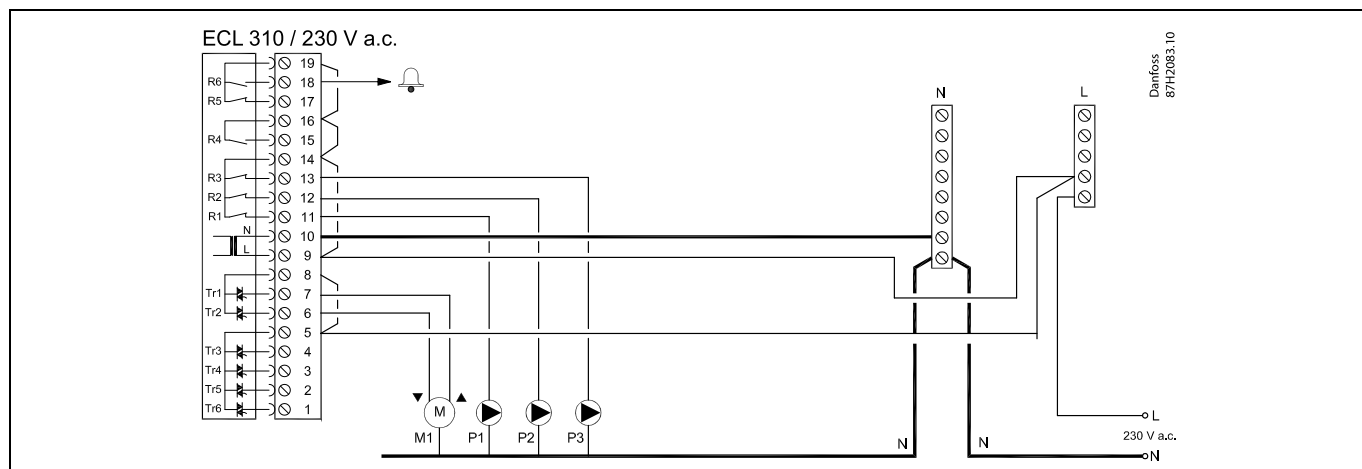 ECL 310 / 230 V a.c.
19
R6 18
R5 17
16
R4 15
14
R3 13
R2 12
R1 11
N 10
L 9
8
Tr1 7
Tr2 6
5
Tr3 4
Tr4 3
Tr5 2
Tr6 1
M
M1 P1 P2 P3
N
L
Danfoss
87H2083.10
L
230 V a.c.
N N N